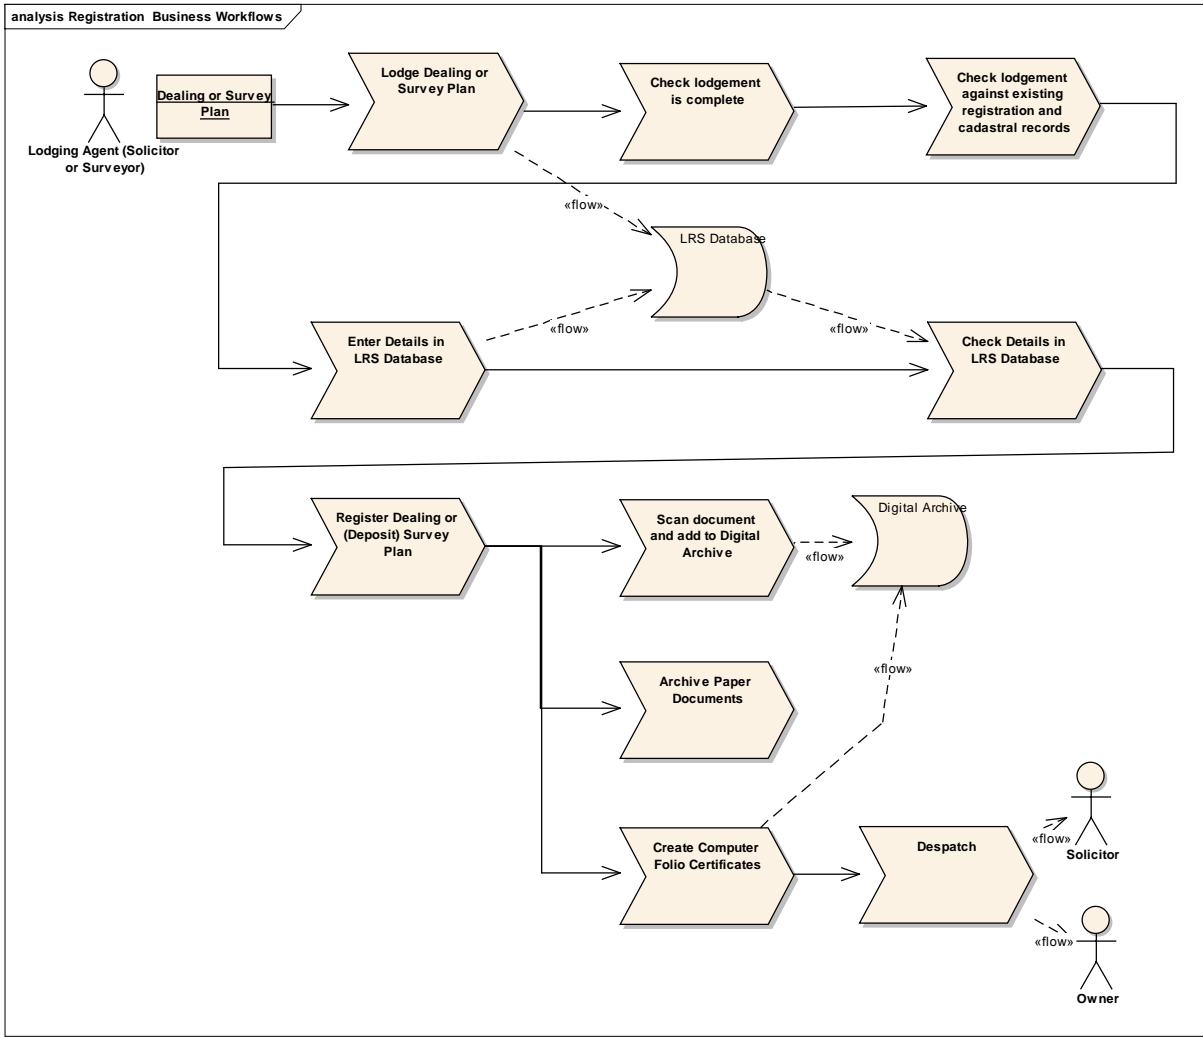 analysis Registration Business Workflows
Lodging Agent (Solicitor
or Surveyor)
Dealing or Survey
Plan
Lodge Dealing or
Survey Plan
Check lodgement
is complete
Check lodgement
against existing
registration and
cadastral records
«flow»
LRS Database
Enter Details in
LRS Database
«flow»
«flow»
Check Details in
LRS Database
Register Dealing or
(Deposit) Survey
Plan
Scan document
and add to Digital
Archive
«flow»
Digital Archive
«flow»
Archive Paper
Documents
Create Computer
Folio Certificates
Despatch
«flow»
Solicitor
«flow»
Owner